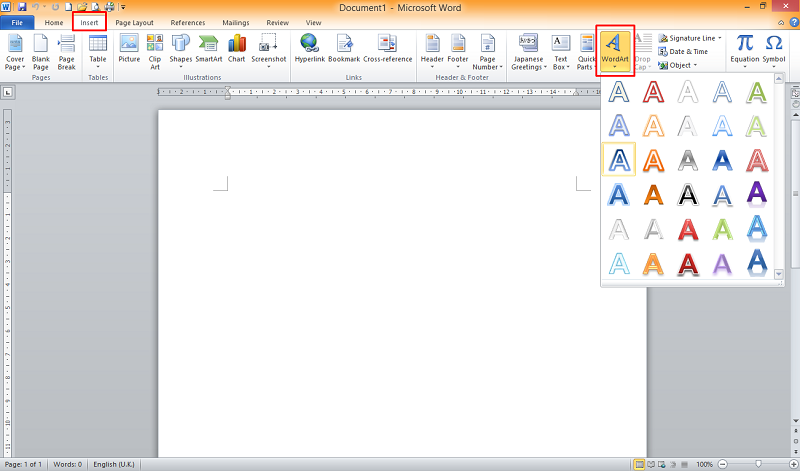 Document1 - Microsoft Word
File Home Insert Page Layout References Mailings Review View
Cover Page Blank Page Page Break Table Picture Clip Art Shapes SmartArt Chart Screenshot Hyperlink Bookmark Cross-reference Header Footer Page Number Japanese Greetings Text Box Quick Parts WordArt Drop Cap Signature Line Date & Time Object Equation Symbol
Pages Tables Illustrations Links Header & Footer
Page: 1 of 1 Words: 0 English (U.K.) 100%